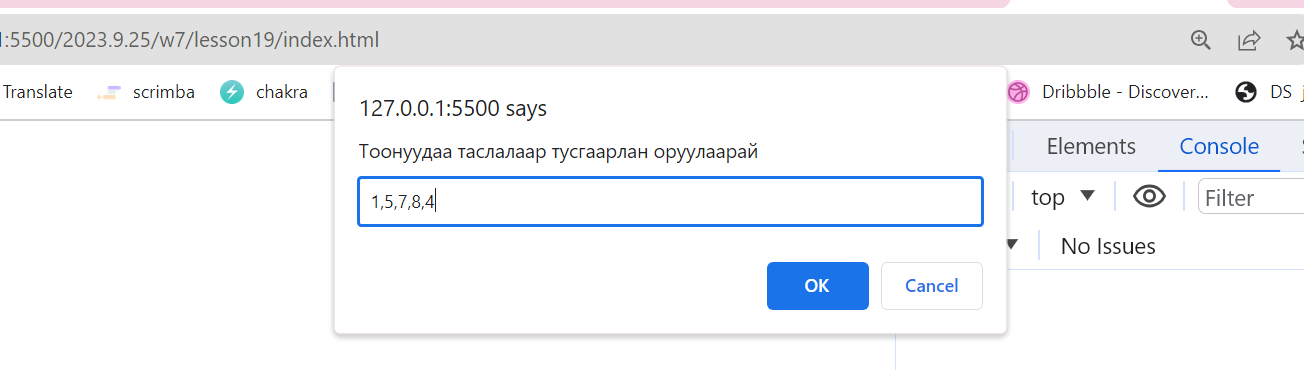 :5500/2023.9.25/w7/lesson19/index.html
Translate scrimba chakra Dribbble - Discover... DS
127.0.0.1:5500 says
Тоонуудаа таслалаар тусгаарлан оруулаарай
1,5,7,8,4
OK Cancel
Elements Console
top Filter
No Issues